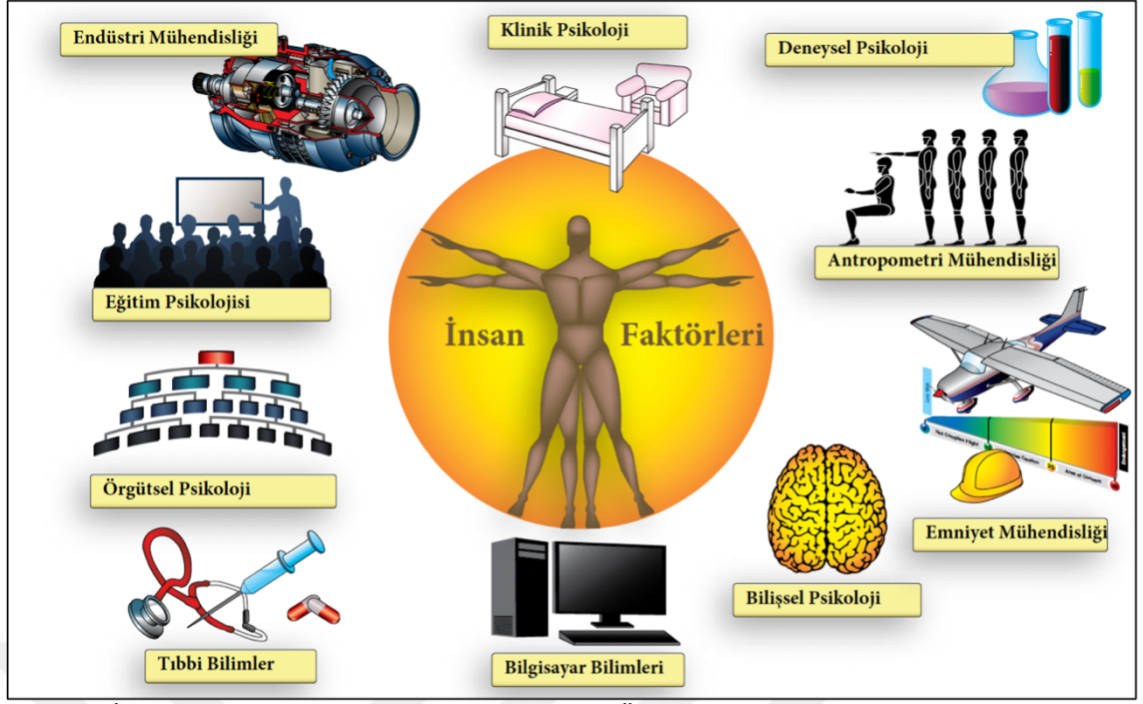 Endüstri Mühendisliği
Klinik Psikoloji
Deneysel Psikoloji
Eğitim Psikolojisi
Antropometri Mühendisliği
İnsan Faktörleri
Örgütsel Psikoloji
Emniyet Mühendisliği
Bilişsel Psikoloji
Tıbbi Bilimler
Bilgisayar Bilimleri